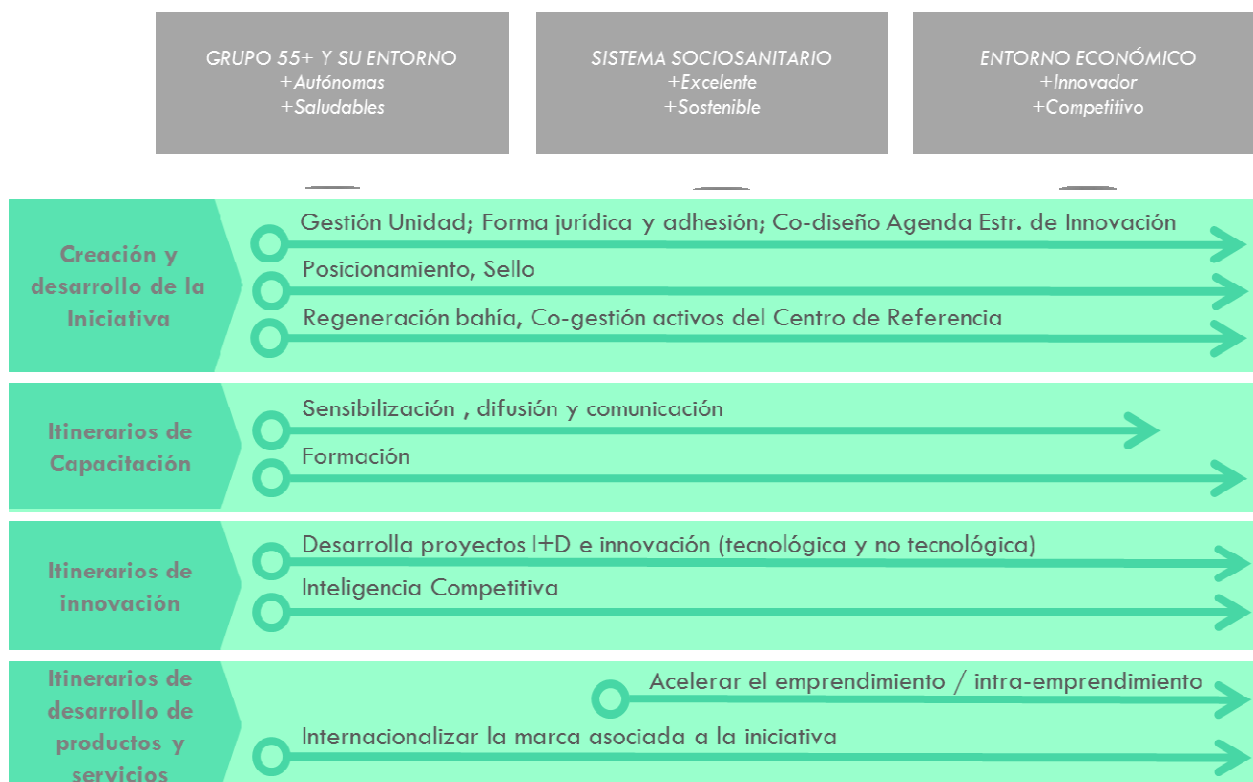 GRUPO 55+ Y SU ENTORNO
+Autónomas
+Saludables
SISTEMA SOCIOSANITARIO
+Excelente
+Sostenible
ENTORNO ECONÓMICO
+Innovador
+Competitivo
Creación y
desarrollo de la
Iniciativa
Gestión Unidad; Forma jurídica y adhesión; Co-diseño Agenda Estr. de Innovación
Posicionamiento, Sello
Regeneración bahía, Co-gestión activos del Centro de Referencia
Itinerarios de
Capacitación
Sensibilización , difusión y comunicación
Formación
Itinerarios de
innovación
Desarrolla proyectos I+D e innovación (tecnológica y no tecnológica)
Inteligencia Competitiva
Itinerarios de
desarrollo de
productos y
servicios
Acelerar el emprendimiento / intra-emprendimiento
Internacionalizar la marca asociada a la iniciativa